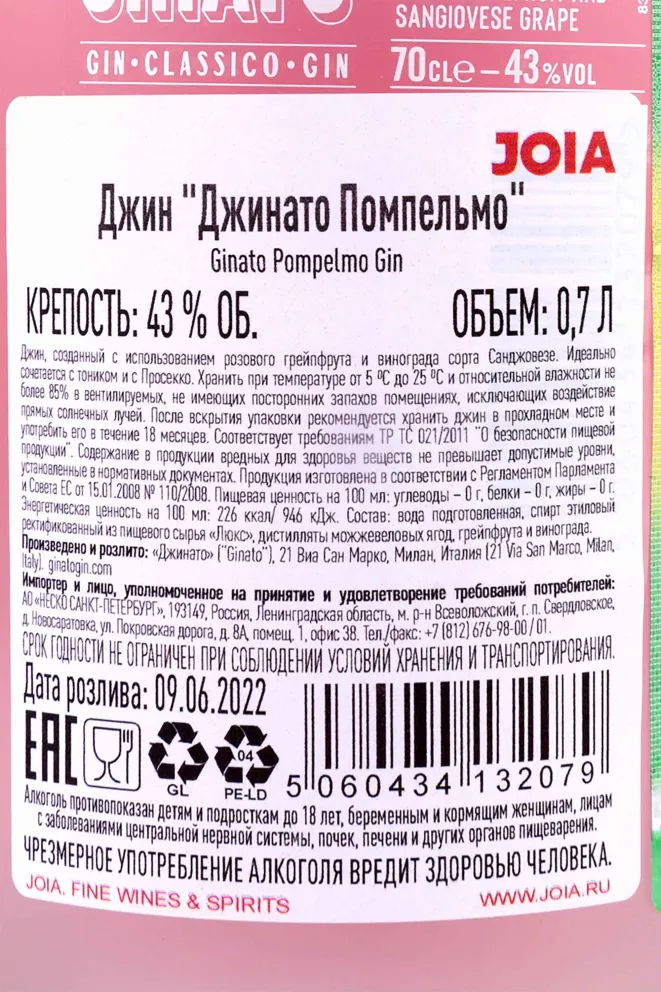 SANGIOVESE GRAPE
GIN • CLASSICO • GIN
70CLe – 43%VOL
JOIA
Джин "Джинато Помпельмо"
Ginato Pompelmo Gin
КРЕПОСТЬ: 43 % ОБ. ОБЪЕМ: 0,7 Л
Джин, созданный с использованием розового грейпфрута и винограда сорта Санджовезе. Идеально
сочетается с тоником и с Просекко. Хранить при температуре от 5 ºС до 25 ºС и относительной влажности не
более 85% в вентилируемых, не имеющих посторонних запахов помещениях, исключающих воздействие
прямых солнечных лучей. После вскрытия упаковки рекомендуется хранить джин в прохладном месте и
употребить его в течение 18 месяцев. Соответствует требованиям ТР ТС 021/2011 "О безопасности пищевой
продукции". Содержание в продукции вредных для здоровья веществ не превышает допустимые уровни,
установленные в нормативных документах. Продукция изготовлена в соответствии с Регламентом Парламента
и Совета ЕС от 15.01.2008 № 110/2008. Пищевая ценность на 100 мл: углеводы – 0 г, белки – 0 г, жиры – 0 г.
Энергетическая ценность на 100 мл: 226 ккал/ 946 кДж. Состав: вода подготовленная, спирт этиловый
ректификованный из пищевого сырья «Люкс», дистилляты можжевеловых ягод, грейпфрута и винограда.
Произведено и розлито: «Джинато» ("Ginato"), 21 Виа Сан Марко, Милан, Италия (21 Via San Marco, Milan,
Italy). ginatogin.com
Импортер и лицо, уполномоченное на принятие и удовлетворение требований потребителей:
АО «НЕСКО САНКТ-ПЕТЕРБУРГ», 193149, Россия, Ленинградская область, м. р-н Всеволожский, г. п. Свердловское,
д. Новосаратовка, ул. Покровская дорога, д. 8А, помещ. 1, офис 38. Тел./факс: +7 (812) 676-98-00/01.
СРОК ГОДНОСТИ НЕ ОГРАНИЧЕН ПРИ СОБЛЮДЕНИИ УСЛОВИЙ ХРАНЕНИЯ И ТРАНСПОРТИРОВАНИЯ.
Дата розлива: 09.06.2022
EAC
04
GL PE-LD
5 060434 132079
Алкоголь противопоказан детям и подросткам до 18 лет, беременным и кормящим женщинам, лицам
с заболеваниями центральной нервной системы, почек, печени и других органов пищеварения.
ЧРЕЗМЕРНОЕ УПОТРЕБЛЕНИЕ АЛКОГОЛЯ ВРЕДИТ ЗДОРОВЬЮ ЧЕЛОВЕКА.
JOIA. FINE WINES & SPIRITS WWW.JOIA.RU